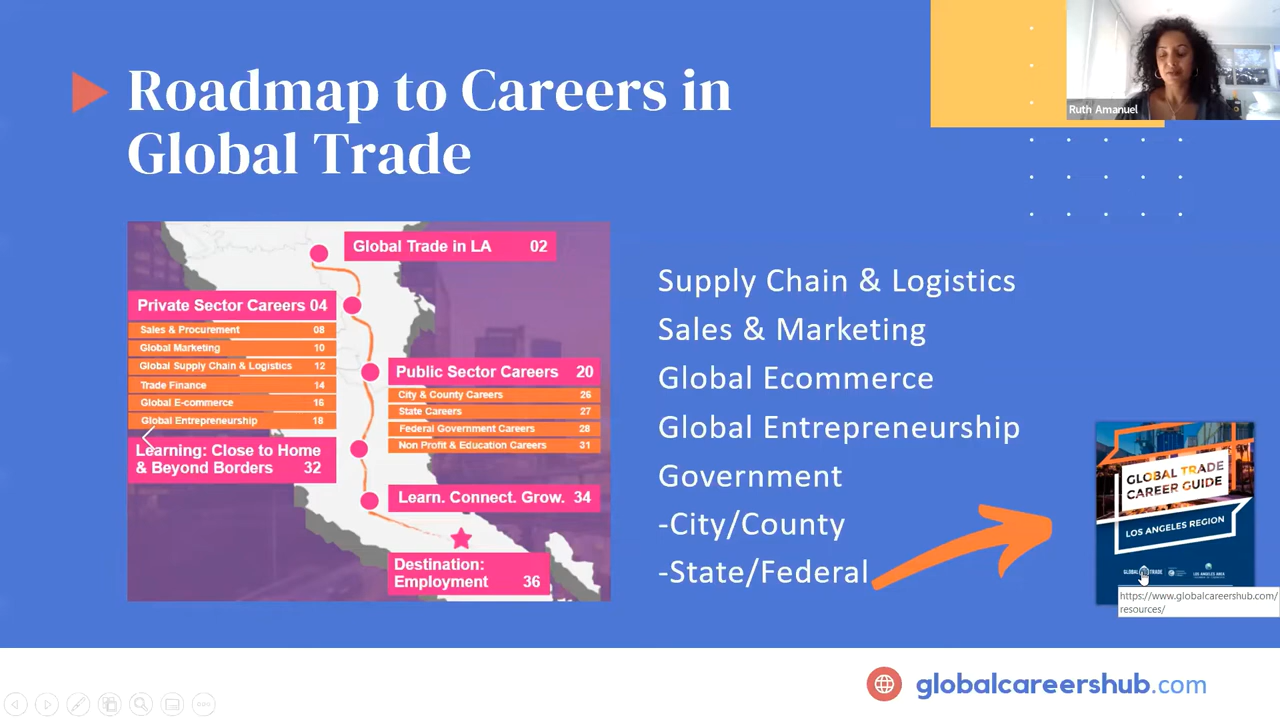 Roadmap to Careers in
Global Trade
Ruth Amanuel
Global Trade in LA 02
Private Sector Careers 04
Sales & Procurement 08
Global Marketing 10
Global Supply Chain & Logistics 12
Trade Finance 14
Global E-commerce 16
Global Entrepreneurship 18
Public Sector Careers 20
City & County Careers 26
State Careers 27
Federal Government Careers 28
Non Profit & Education Careers 31
Learning: Close to Home
& Beyond Borders 32
Learn. Connect. Grow. 34
Destination:
Employment 36
Supply Chain & Logistics
Sales & Marketing
Global Ecommerce
Global Entrepreneurship
Government
-City/County
-State/Federal
GLOBAL TRADE
CAREER GUIDE
LOS ANGELES REGION
https://www.globalcareershub.com/
resources/
globalcareershub.com